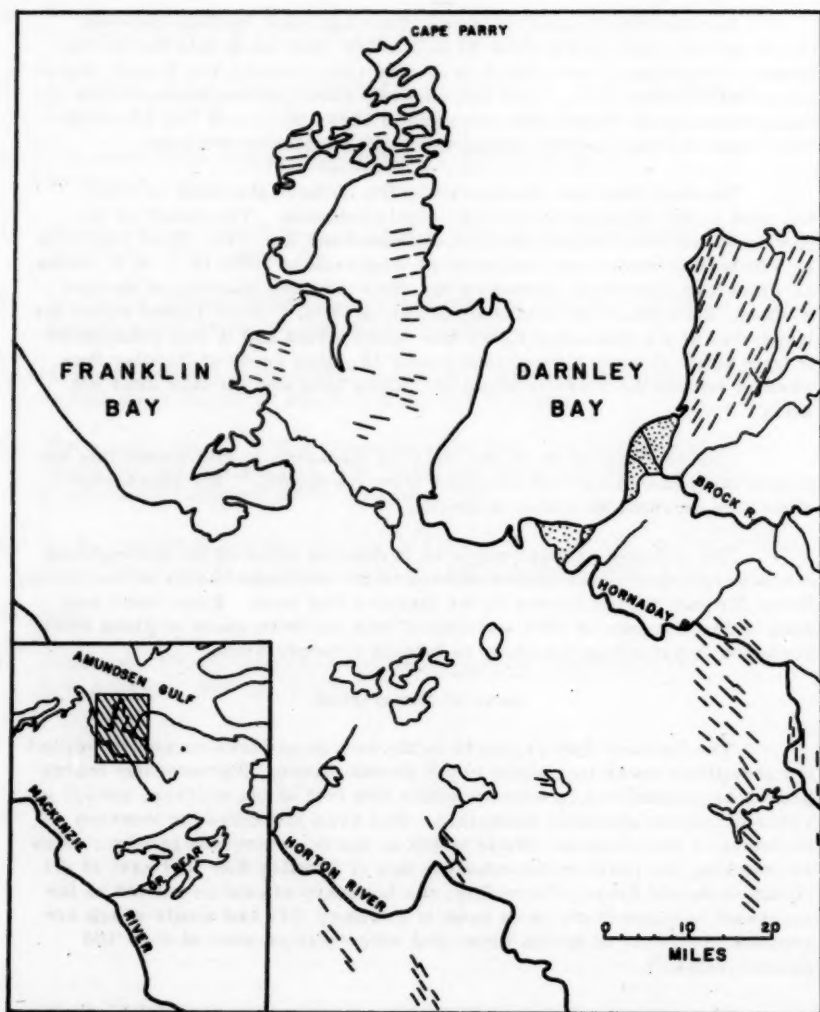 CAPE PARRY
FRANKLIN
BAY
DARNLEY
BAY
BROCK R.
HORNADAY R.
AMUNDSEN GULF
MACKENZIE
RIVER
GT. BEAR L.
HORTON RIVER
0 10 20
MILES